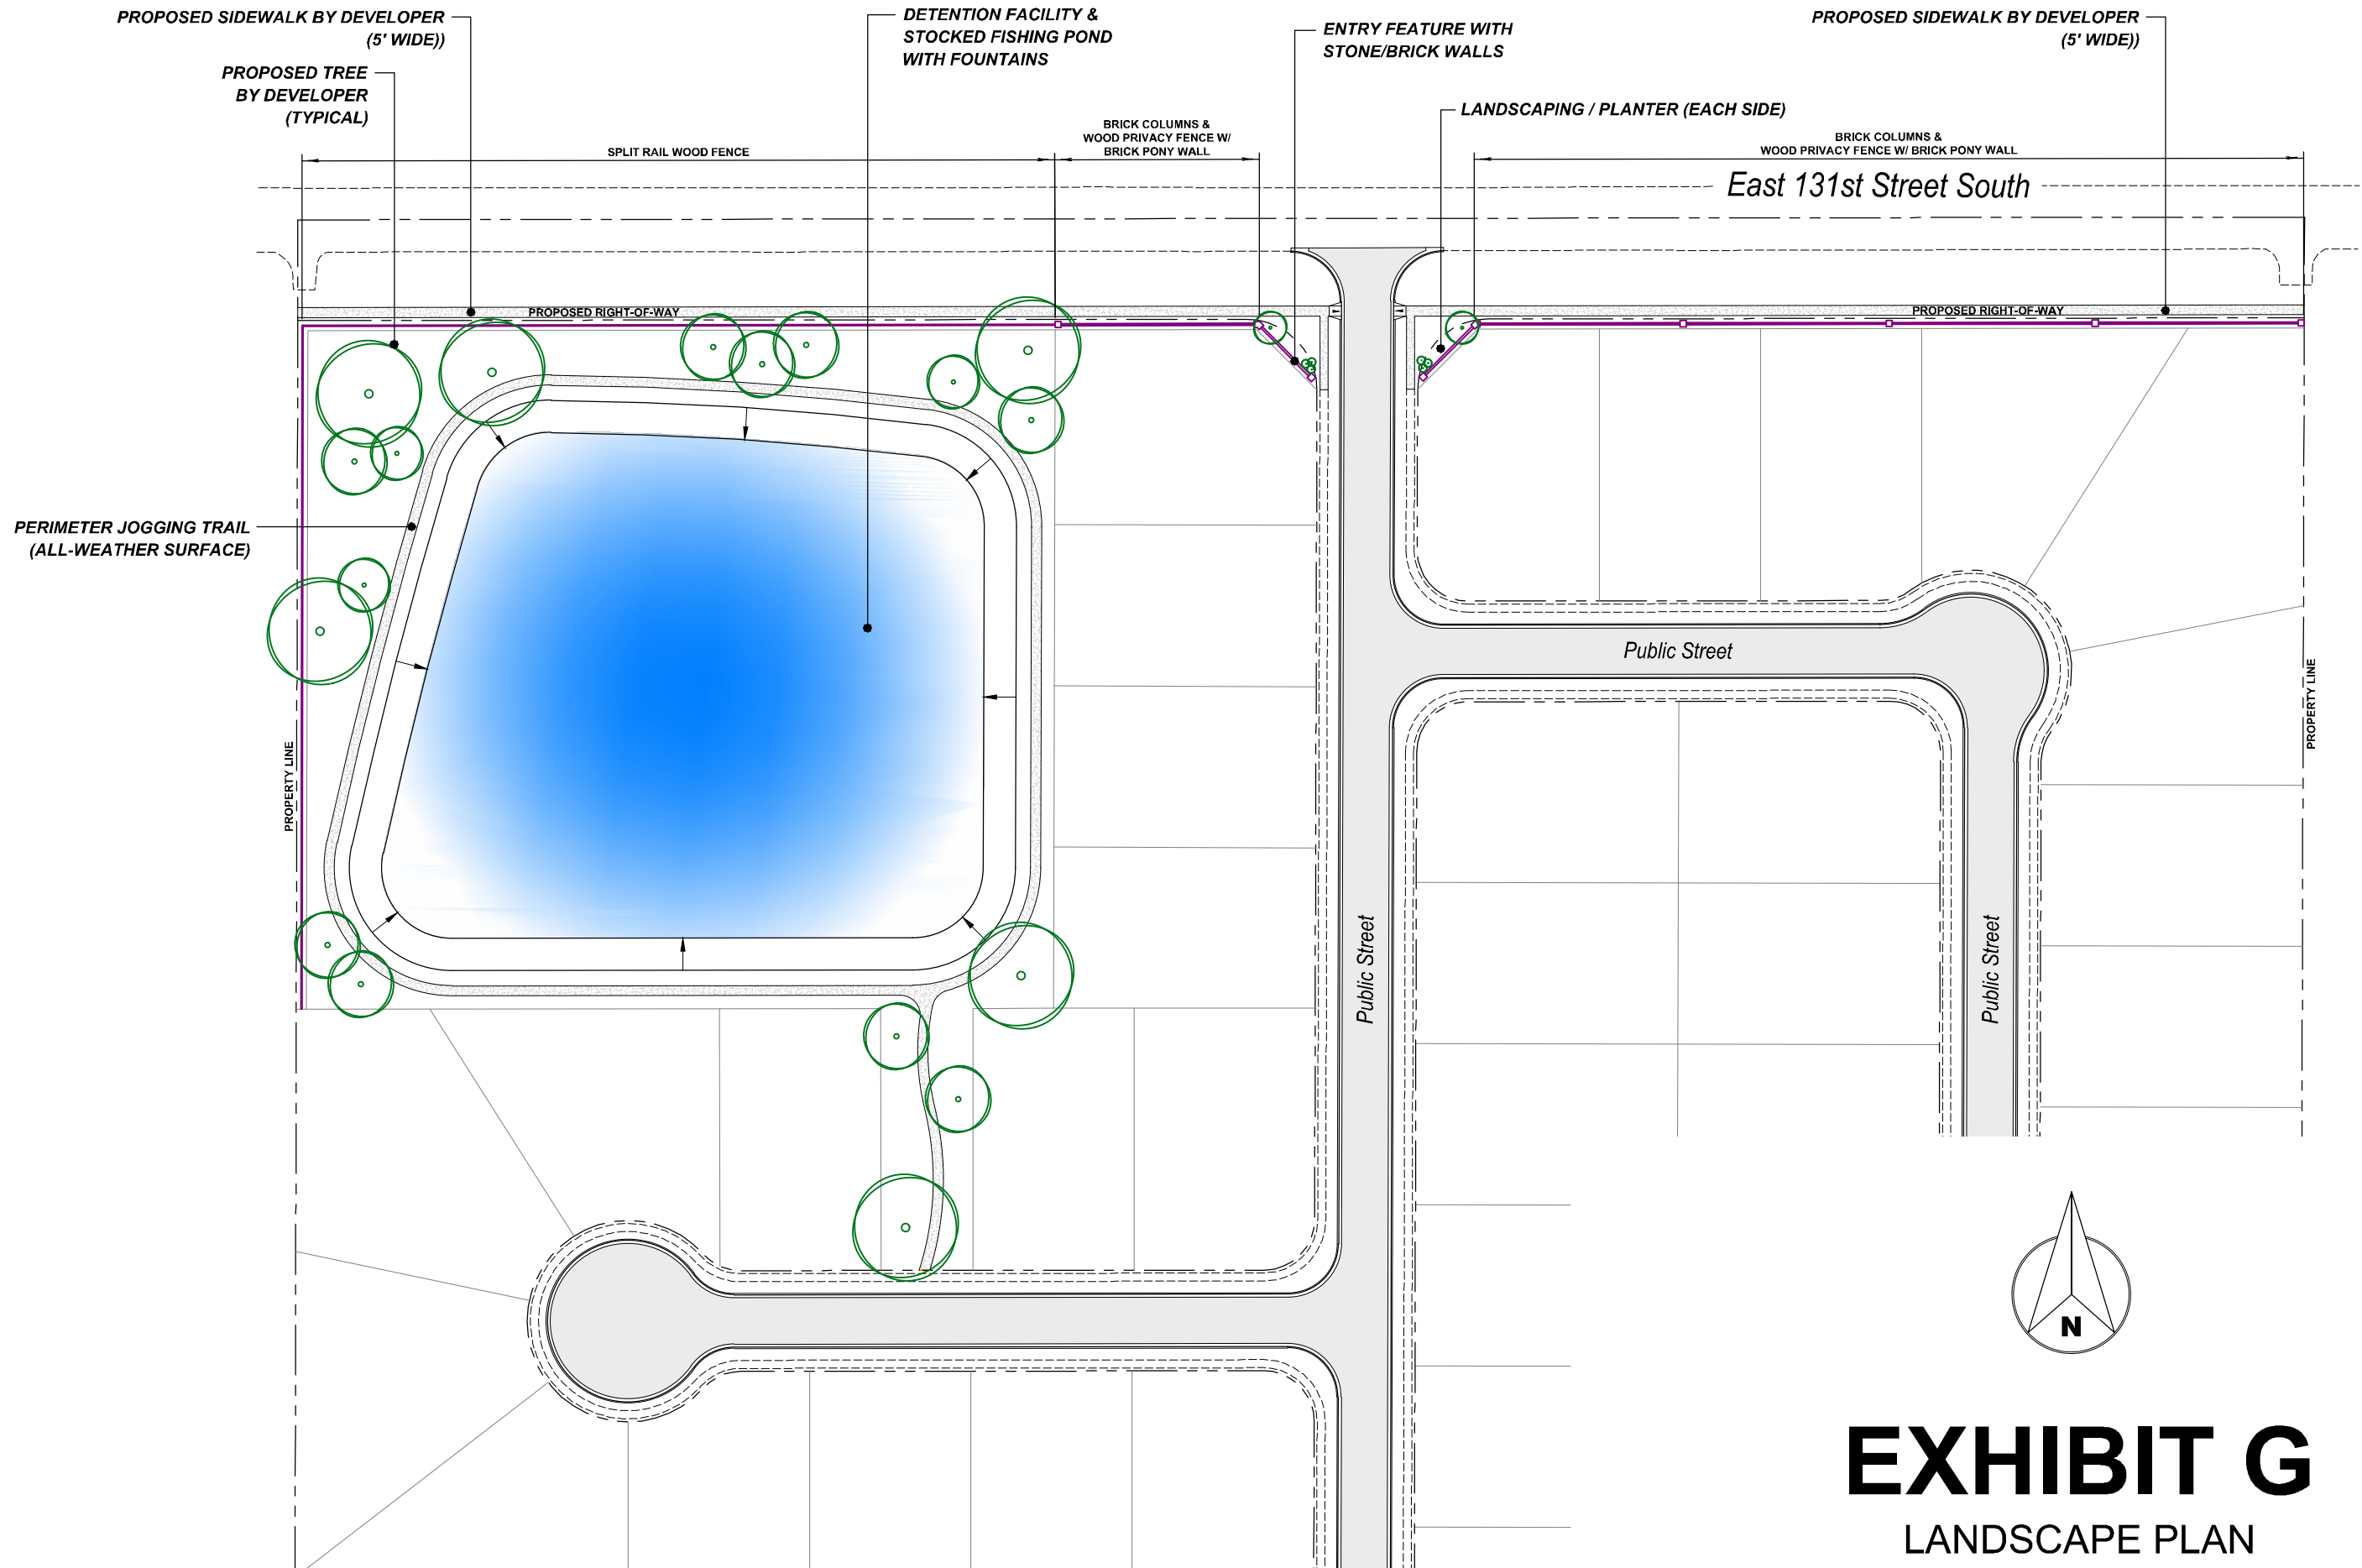 PROPOSED SIDEWALK BY DEVELOPER
(5' WIDE))
PROPOSED TREE
BY DEVELOPER
(TYPICAL)
DETENTION FACILITY &
STOCKED FISHING POND
WITH FOUNTAINS
ENTRY FEATURE WITH
STONE/BRICK WALLS
PROPOSED SIDEWALK BY DEVELOPER
(5' WIDE))
LANDSCAPING / PLANTER (EACH SIDE)
SPLIT RAIL WOOD FENCE
BRICK COLUMNS &
WOOD PRIVACY FENCE W/
BRICK PONY WALL
BRICK COLUMNS &
WOOD PRIVACY FENCE W/ BRICK PONY WALL
East 131st Street South
PROPOSED RIGHT-OF-WAY
PROPOSED RIGHT-OF-WAY
PERIMETER JOGGING TRAIL
(ALL-WEATHER SURFACE)
Public Street
PROPERTY LINE
PROPERTY LINE
Public Street
Public Street
N
EXHIBIT G
LANDSCAPE PLAN